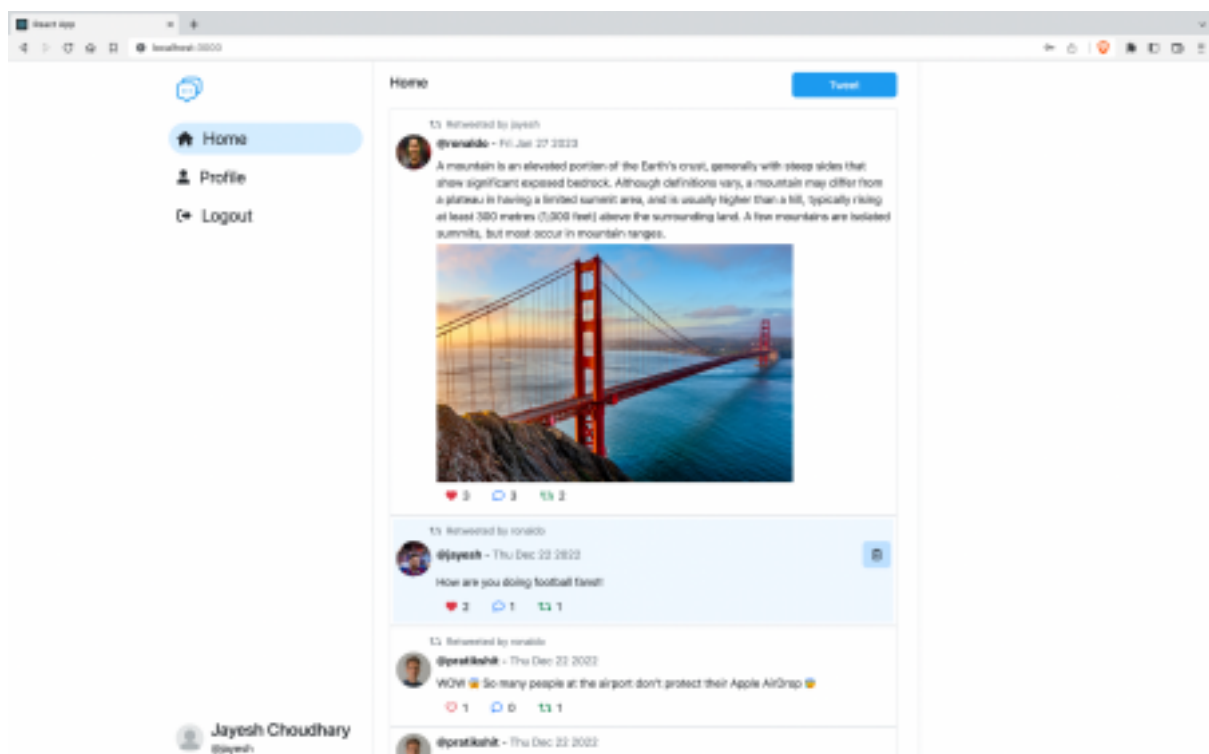 React App
localhost:3000
Home
Profile
Logout
Jayesh Choudhary
@jayesh
Home
Tweet
Retweeted by jayesh
@ronaldo - Fri Jan 27 2023
A mountain is an elevated portion of the Earth's crust, generally with steep sides that
show significant exposed bedrock. Although definitions vary, a mountain may differ from
a plateau in having a limited summit area, and is usually higher than a hill, typically rising
at least 300 metres (1,000 feet) above the surrounding land. A few mountains are isolated
summits, but most occur in mountain ranges.
3 3 2
Retweeted by ronaldo
@jayesh - Thu Dec 22 2022
How are you doing football fans!!
2 1 1
Retweeted by ronaldo
@pratikshit - Thu Dec 22 2022
WOW 😨 So many people at the airport don't protect their Apple AirDrop 😨
1 0 1
@pratikshit - Thu Dec 22 2022